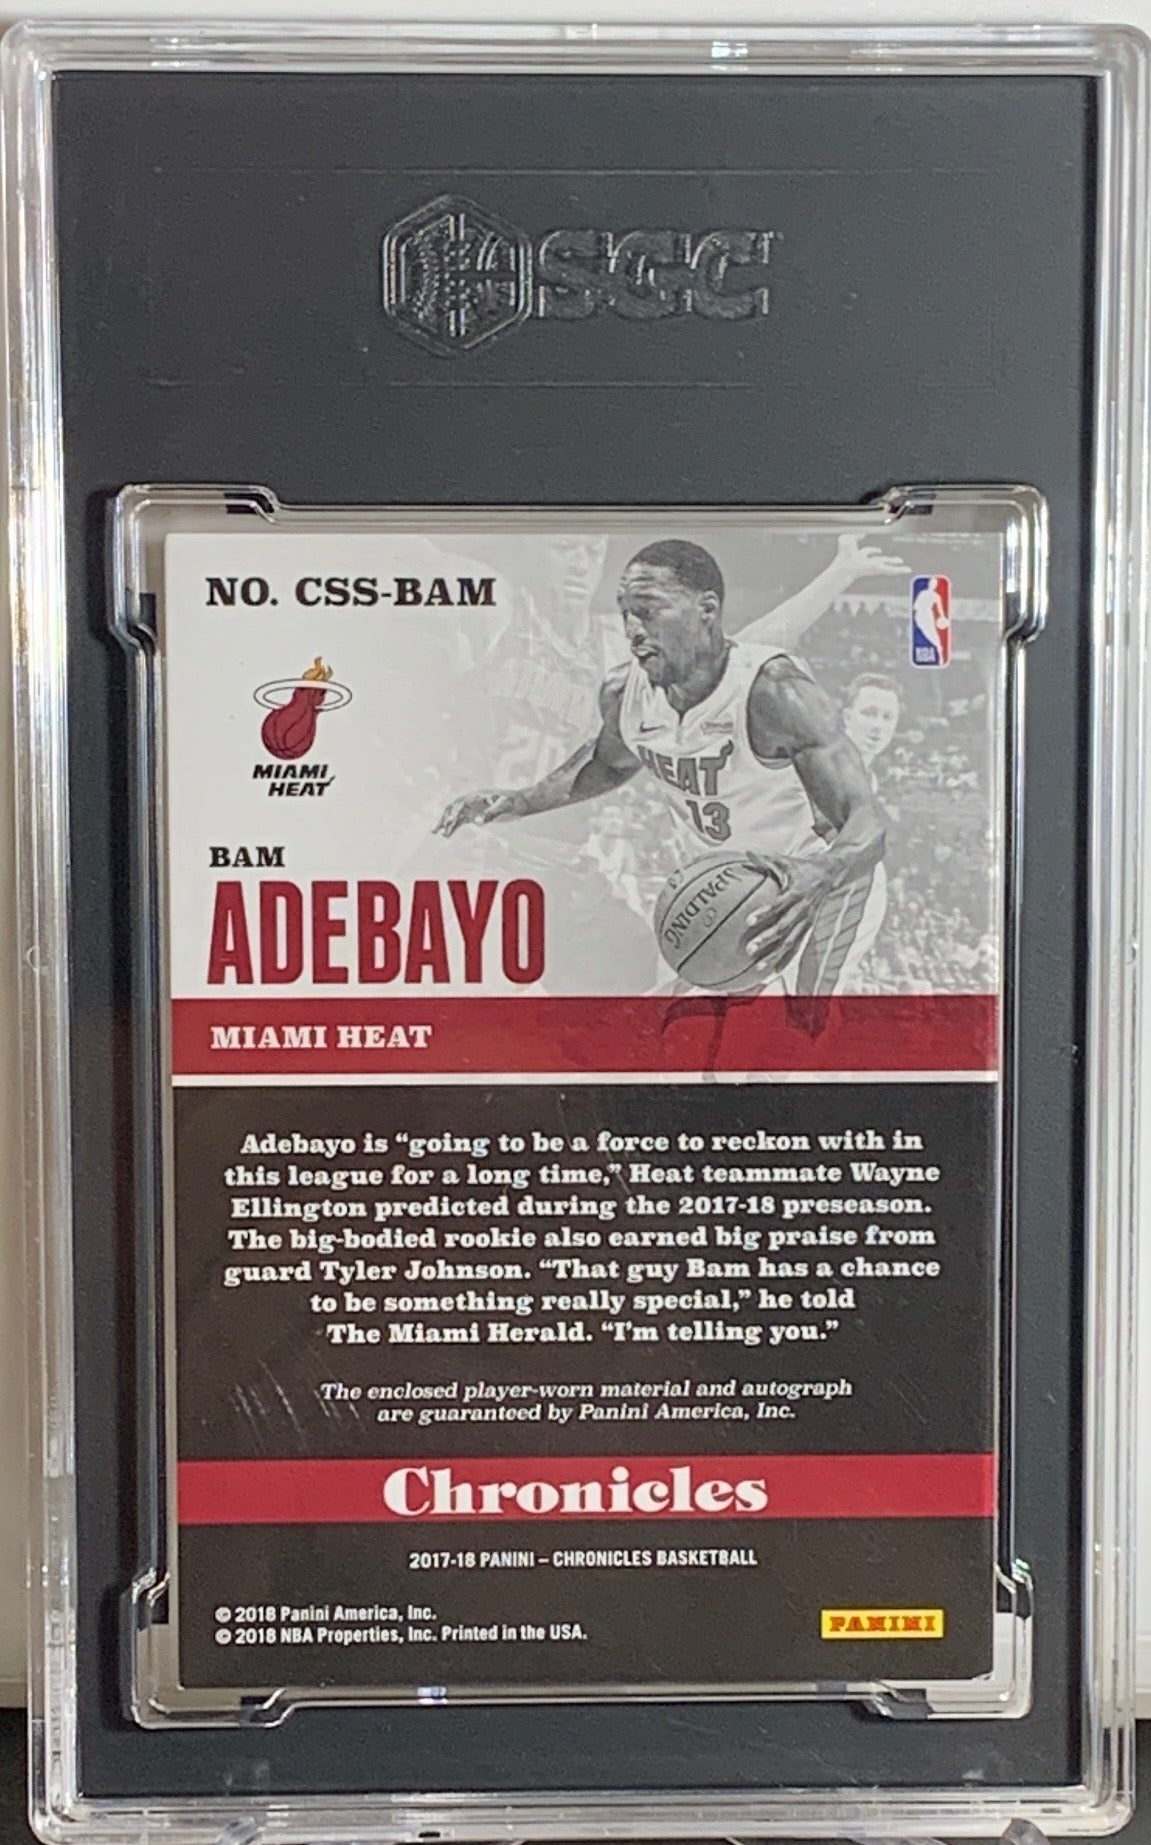 SGC
NO. CSS-BAM
NBA
MIAMI
HEAT
BAM
ADEBAYO
HEAT
13
20
SPALDING
MIAMI HEAT
Adebayo is “going to be a force to reckon with in
this league for a long time,” Heat teammate Wayne
Ellington predicted during the 2017-18 preseason.
The big-bodied rookie also earned big praise from
guard Tyler Johnson. “That guy Bam has a chance
to be something really special,” he told
The Miami Herald. “I’m telling you.”
The enclosed player-worn material and autograph
are guaranteed by Panini America, Inc.
Chronicles
2017-18 PANINI – CHRONICLES BASKETBALL
© 2018 Panini America, Inc.
© 2018 NBA Properties, Inc. Printed in the USA.
PANINI